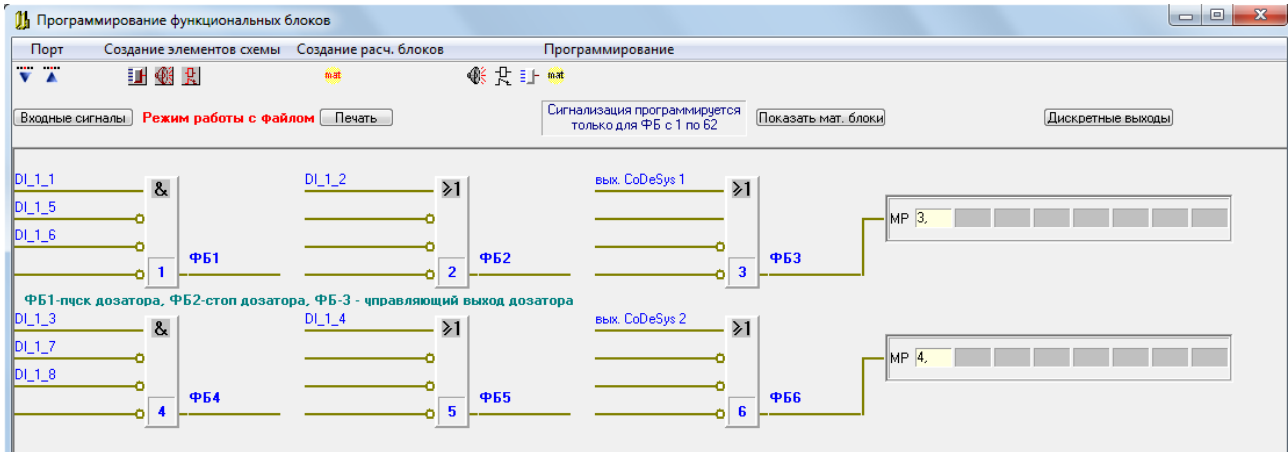 Программирование функциональных блоков
Порт Создание элементов схемы Создание расч. блоков Программирование
mat mat
Входные сигналы Режим работы с файлом Печать Сигнализация программируется только для ФБ с 1 по 62 Показать мат. блоки Дискретные выходы
DI_1_1 & DI_1_2 ≥1 вых. CoDeSys 1 ≥1
DI_1_5 МР 3,
DI_1_6
1 ФБ1 2 ФБ2 3 ФБ3
ФБ1-пуск дозатора, ФБ2-стоп дозатора, ФБ-3 - управляющий выход дозатора
DI_1_3 & DI_1_4 ≥1 вых. CoDeSys 2 ≥1
DI_1_7 МР 4,
DI_1_8
4 ФБ4 5 ФБ5 6 ФБ6